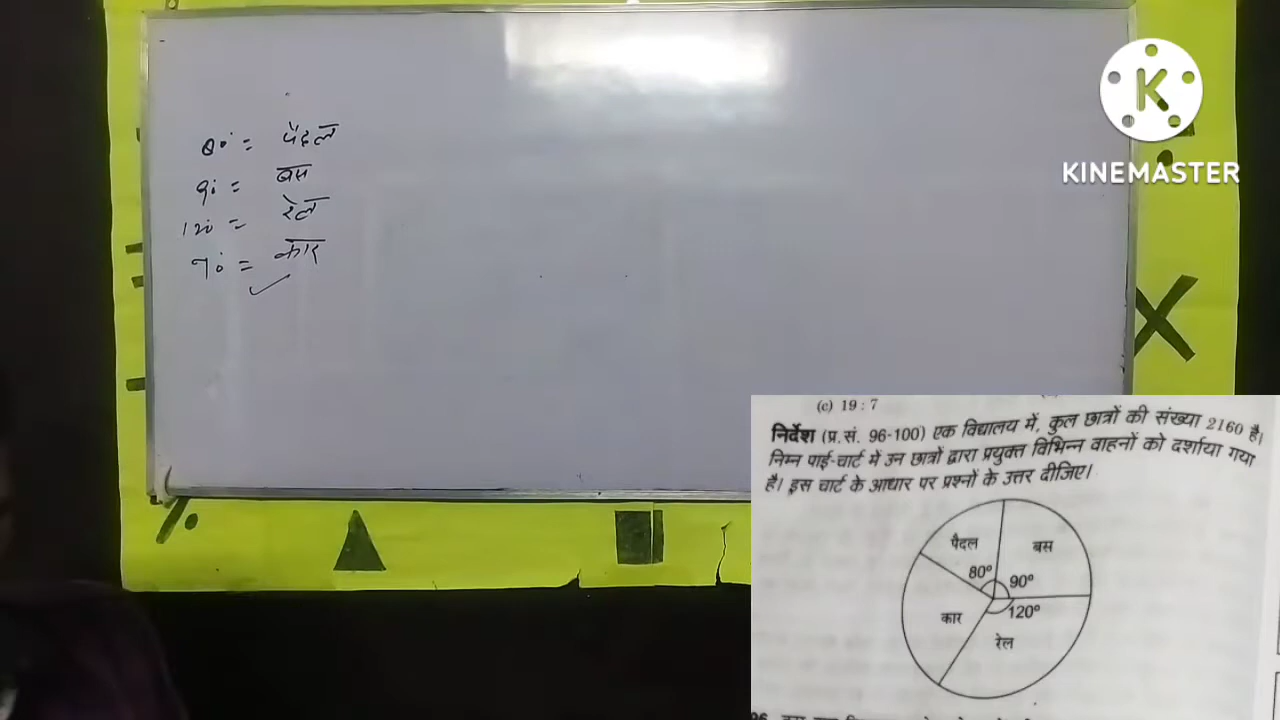 80° = पैदल
90° = बस
120° = रेल
70° = कार
KINEMASTER
(c) 19 : 7
निर्देश (प्र.सं. 96-100) एक विद्यालय में, कुल छात्रों की संख्या 2160 है।
निम्न पाई-चार्ट में उन छात्रों द्वारा प्रयुक्त विभिन्न वाहनों को दर्शाया गया
है। इस चार्ट के आधार पर प्रश्नों के उत्तर दीजिए।
पैदल
बस
80°
90°
कार
120°
रेल